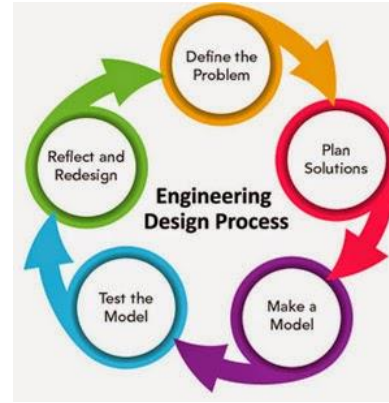 Define the
Problem
Plan
Solutions
Make a
Model
Test the
Model
Reflect and
Redesign
Engineering
Design Process